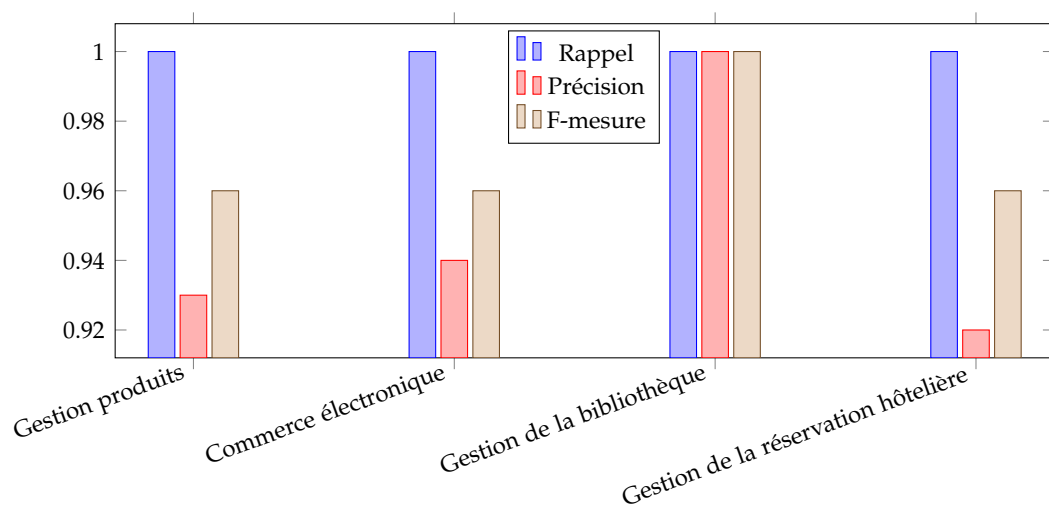 1
0.98
0.96
0.94
0.92
Rappel
Précision
F-mesure
Gestion produits
Commerce électronique
Gestion de la bibliothèque
Gestion de la réservation hôtelière